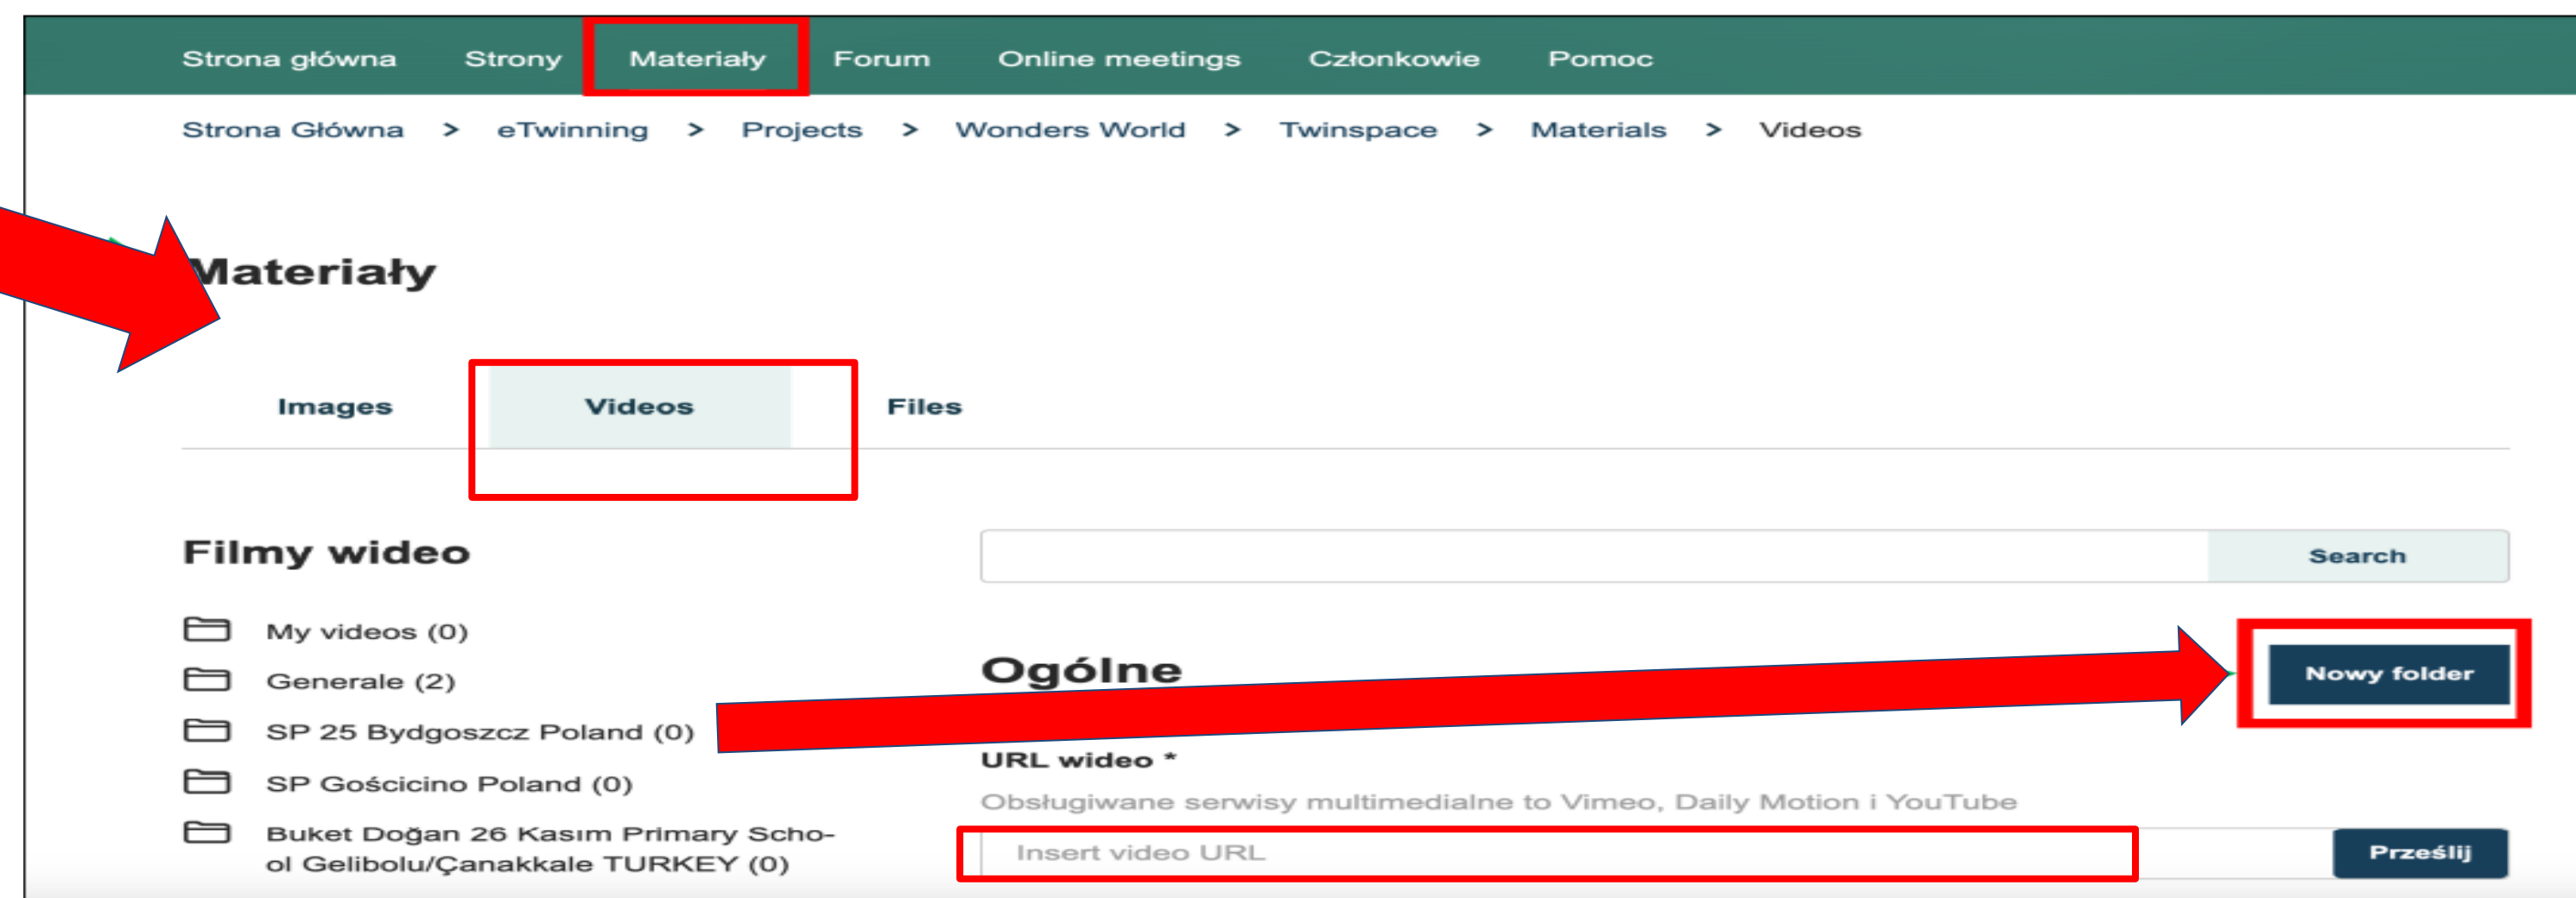 Strona główna Strony Materiały Forum Online meetings Członkowie Pomoc
Strona Główna > eTwinning > Projects > Wonders World > Twinspace > Materials > Videos
Materiały
Images Videos Files
Filmy wideo
Search
My videos (0)
Generale (2)
SP 25 Bydgoszcz Poland (0)
SP Gościcino Poland (0)
Buket Doğan 26 Kasım Primary Scho-
ol Gelibolu/Çanakkale TURKEY (0)
Ogólne
Nowy folder
URL wideo *
Obsługiwane serwisy multimedialne to Vimeo, Daily Motion i YouTube
Insert video URL
Prześlij